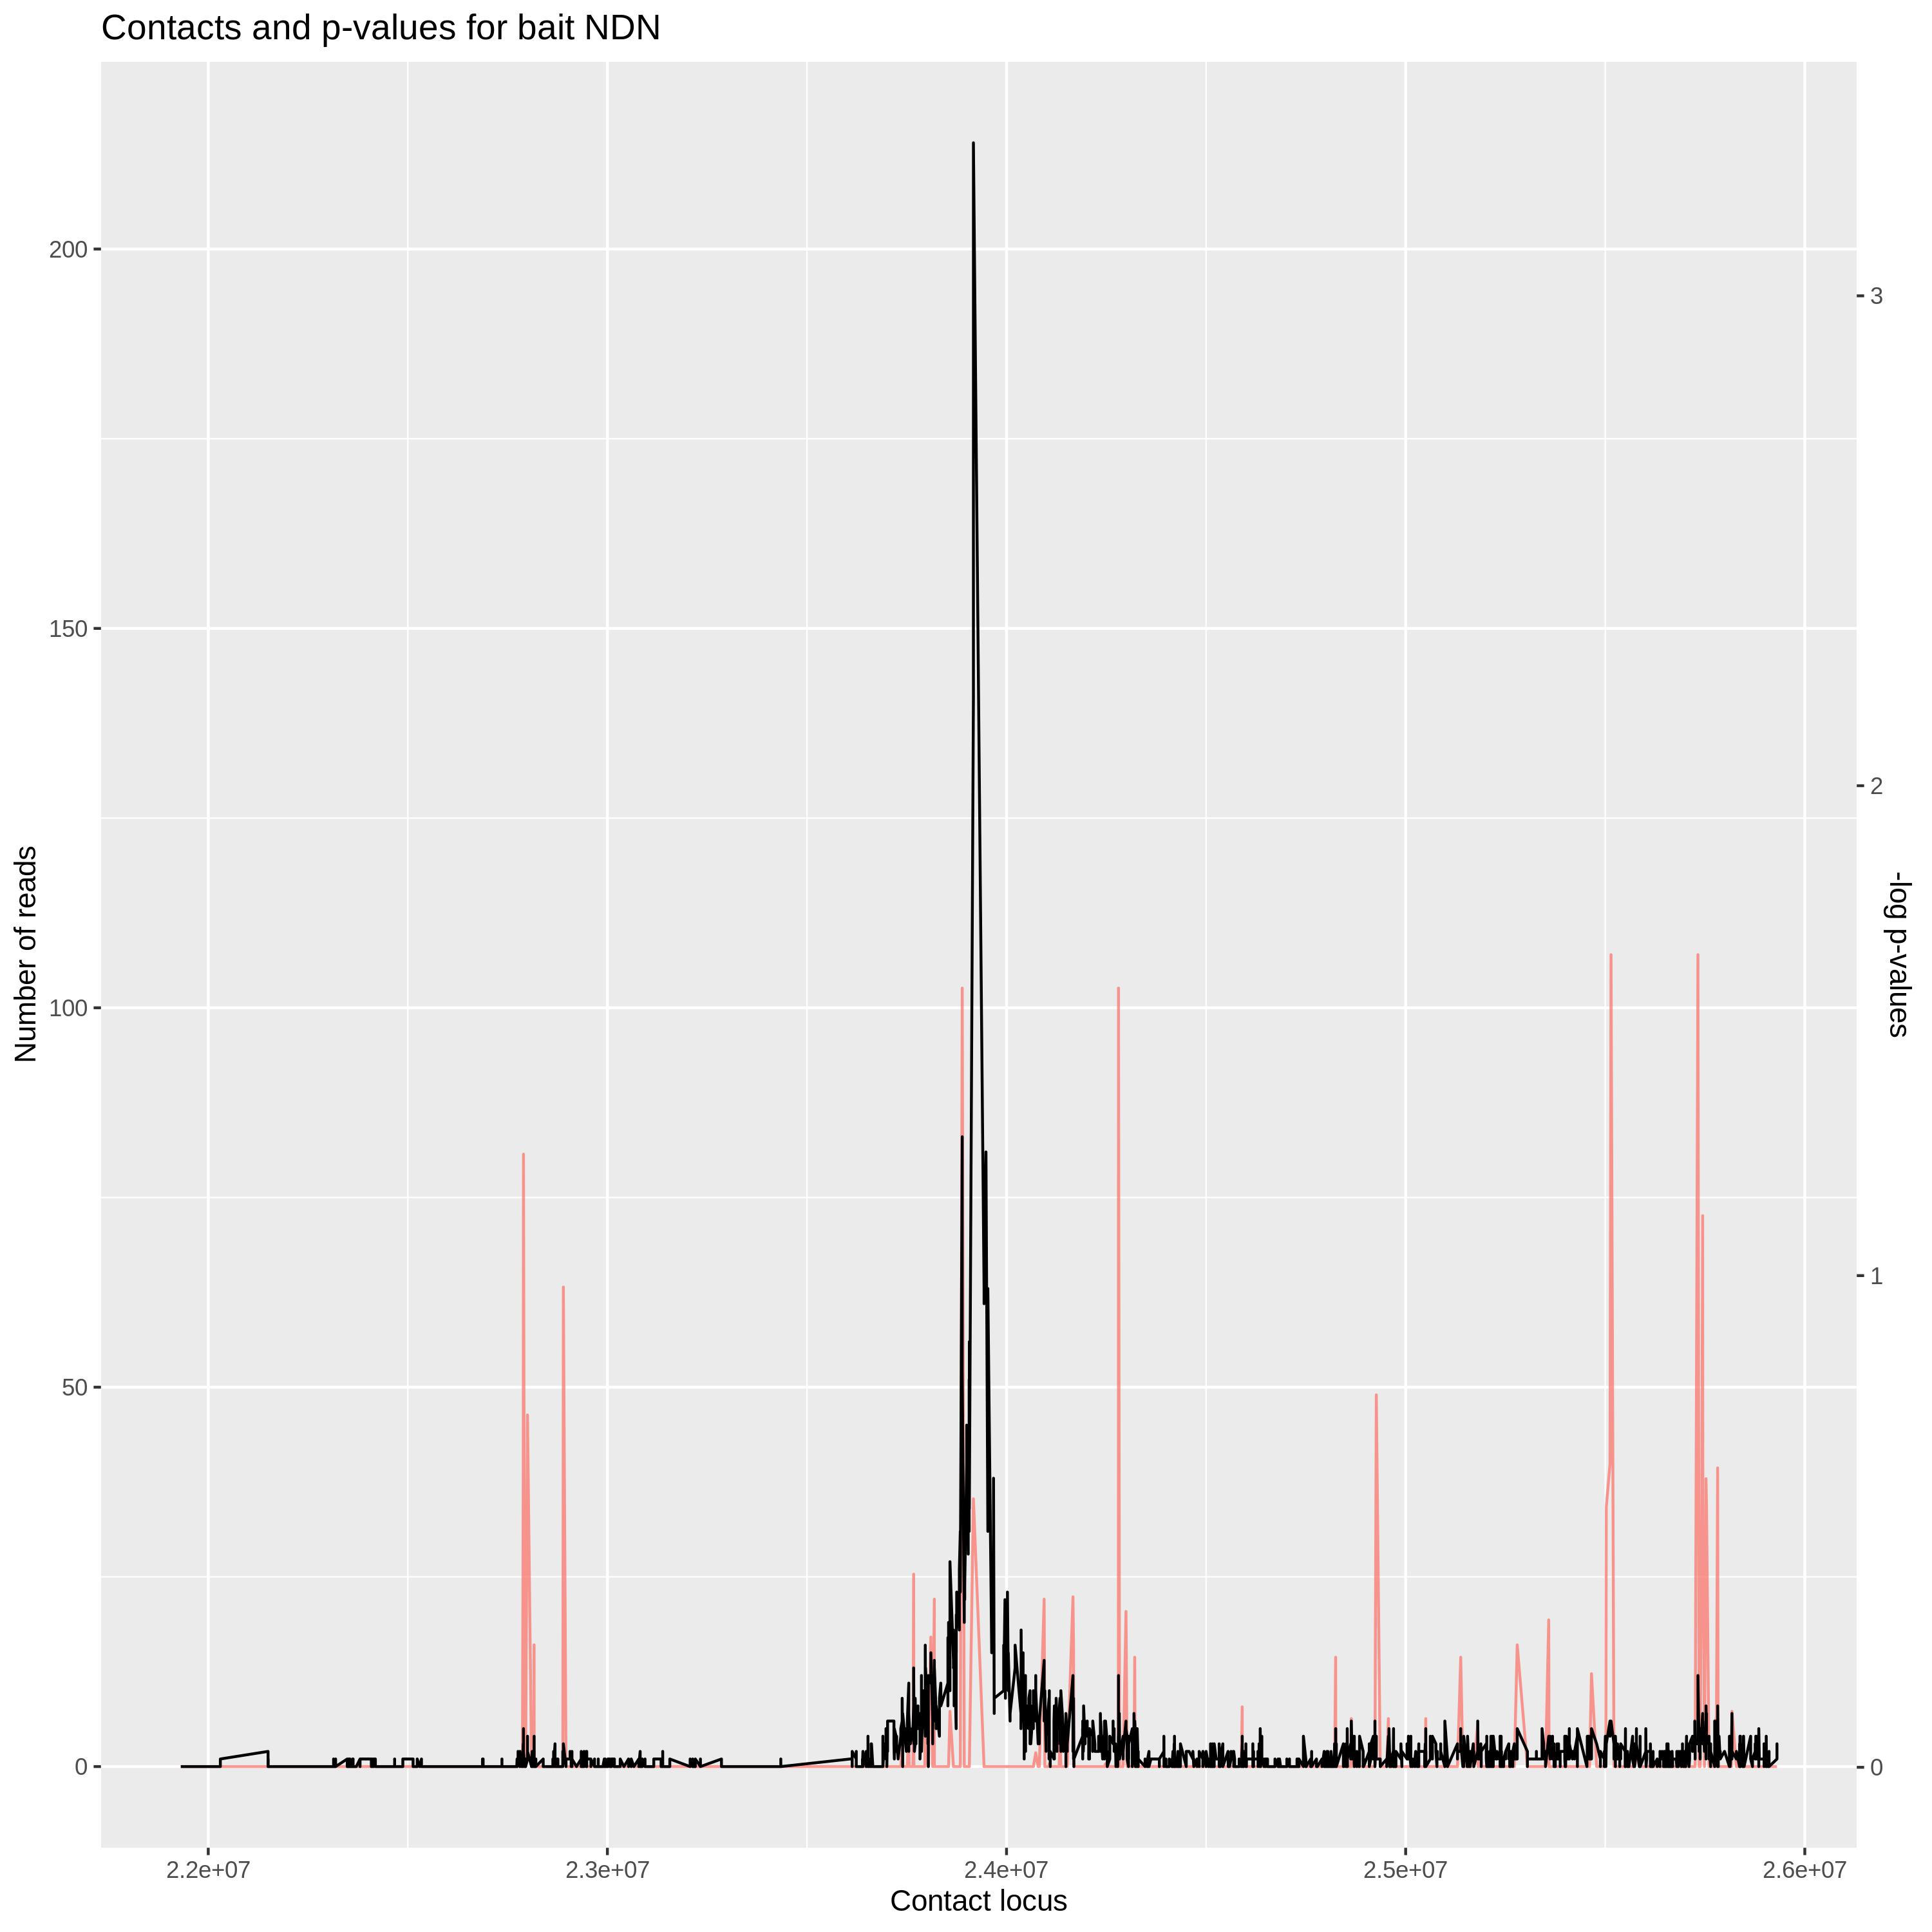 Contacts and p-values for bait NDN
Number of reads
200
150
100
50
0
3
2
1
0
-log p-values
2.2e+07 2.3e+07 2.4e+07 2.5e+07 2.6e+07
Contact locus